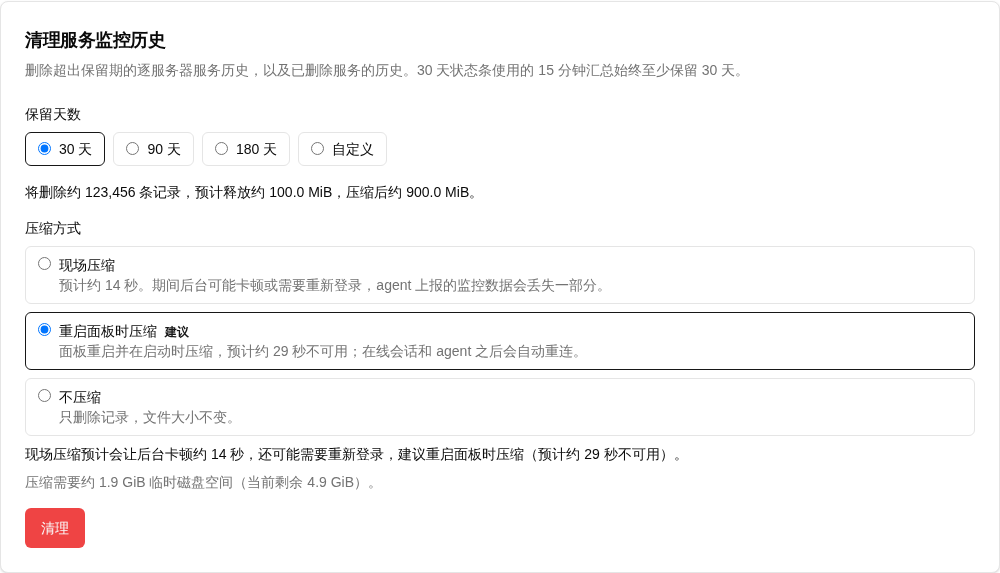 清理服务监控历史
删除超出保留期的逐服务器服务历史，以及已删除服务的历史。30 天状态条使用的 15 分钟汇总始终至少保留 30 天。
保留天数
30 天 90 天 180 天 自定义
将删除约 123,456 条记录，预计释放约 100.0 MiB，压缩后约 900.0 MiB。
压缩方式
现场压缩
预计约 14 秒。期间后台可能卡顿或需要重新登录，agent 上报的监控数据会丢失一部分。
重启面板时压缩 建议
面板重启并在启动时压缩，预计约 29 秒不可用；在线会话和 agent 之后会自动重连。
不压缩
只删除记录，文件大小不变。
现场压缩预计会让后台卡顿约 14 秒，还可能需要重新登录，建议重启面板时压缩（预计约 29 秒不可用）。
压缩需要约 1.9 GiB 临时磁盘空间（当前剩余 4.9 GiB）。
清理